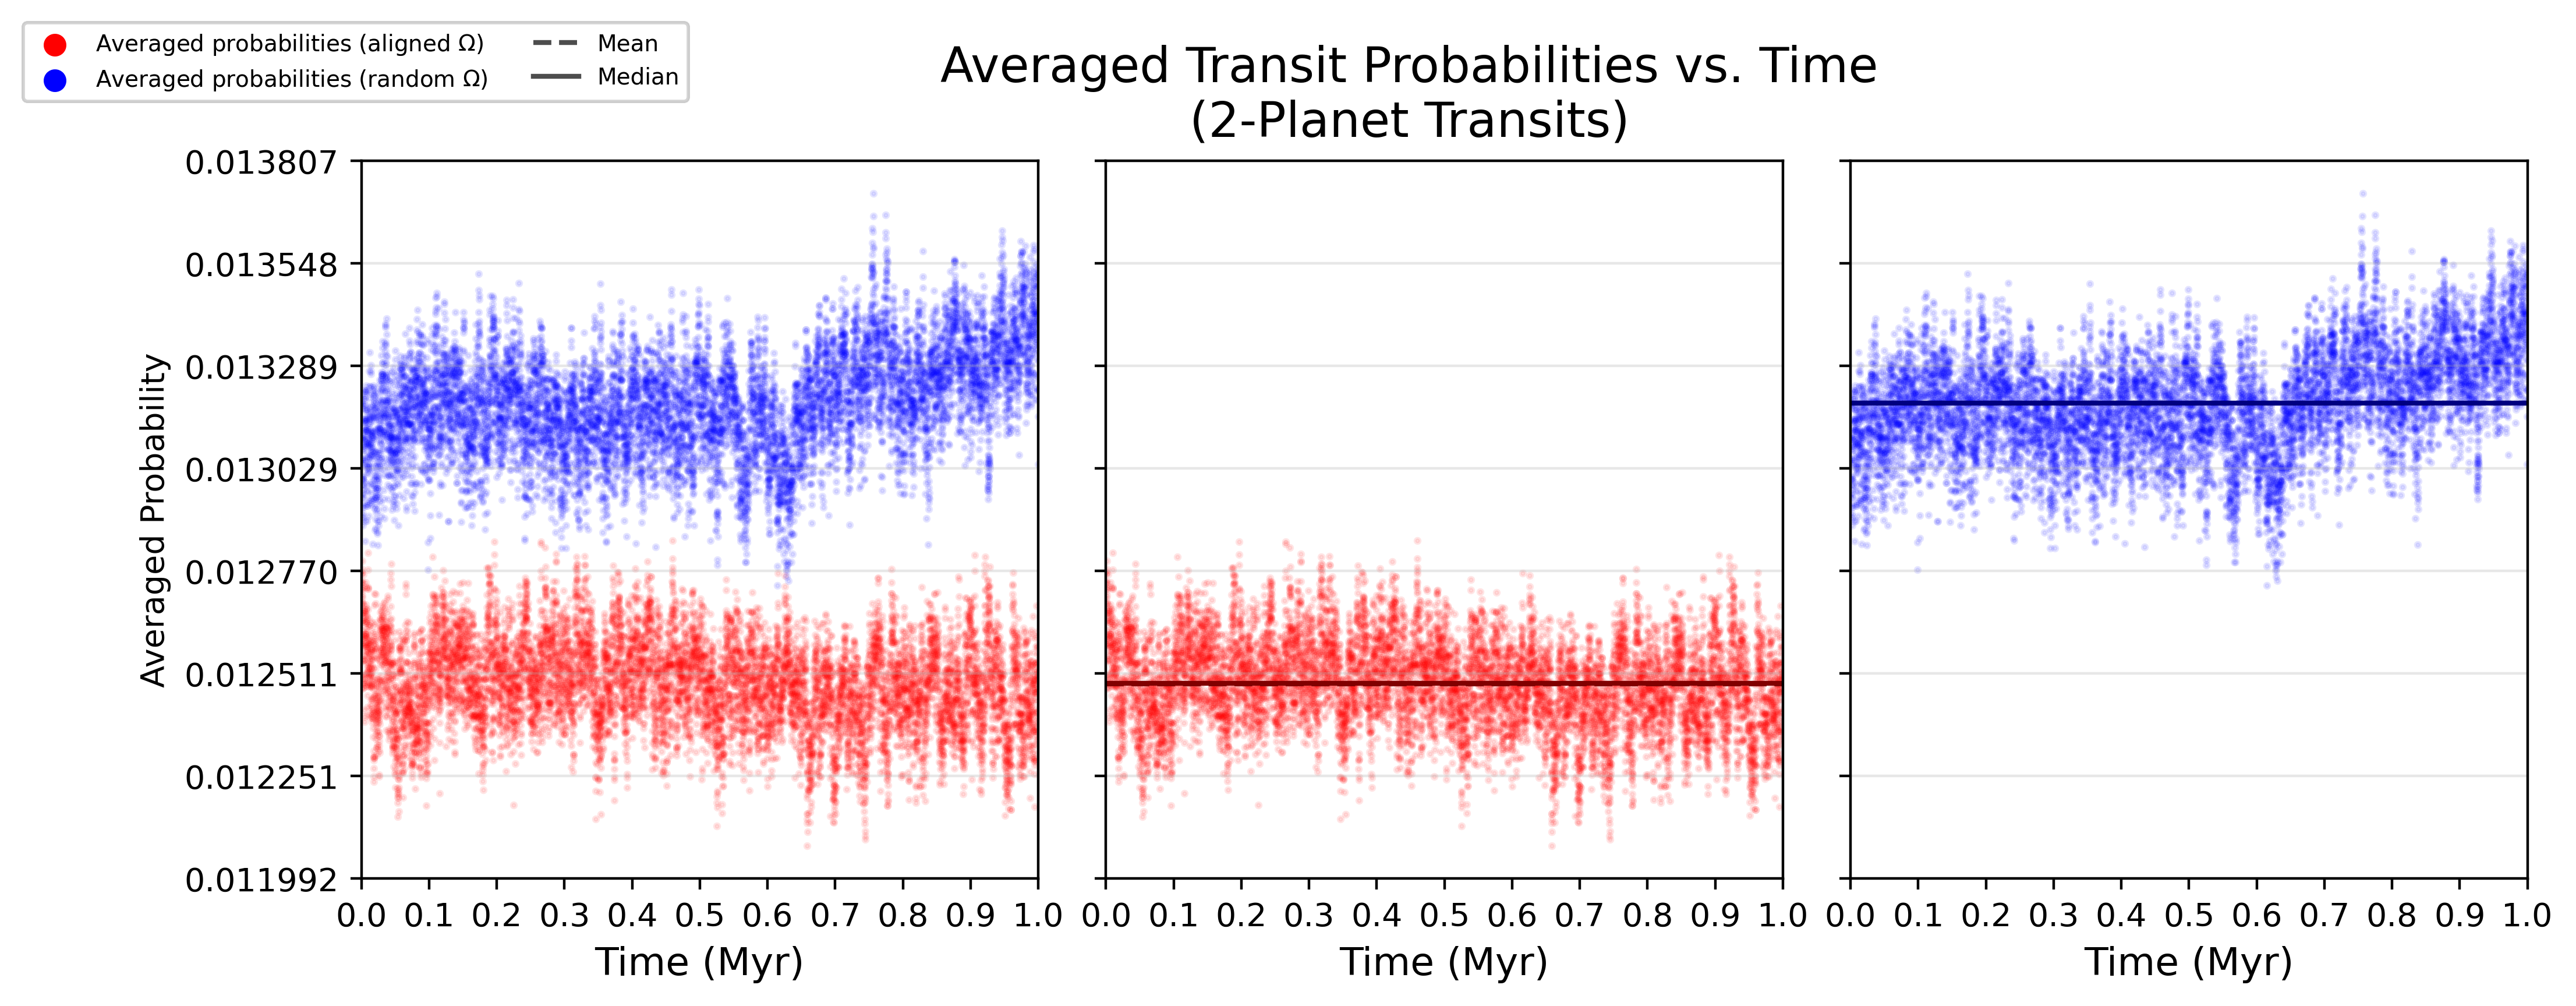 Averaged probabilities (aligned Ω)
Averaged probabilities (random Ω)
Mean
Median
Averaged Transit Probabilities vs. Time
(2-Planet Transits)
Averaged Probability
0.013807
0.013548
0.013289
0.013029
0.012770
0.012511
0.012251
0.011992
0.0 0.1 0.2 0.3 0.4 0.5 0.6 0.7 0.8 0.9 1.0
0.0 0.1 0.2 0.3 0.4 0.5 0.6 0.7 0.8 0.9 1.0
0.0 0.1 0.2 0.3 0.4 0.5 0.6 0.7 0.8 0.9 1.0
Time (Myr)
Time (Myr)
Time (Myr)